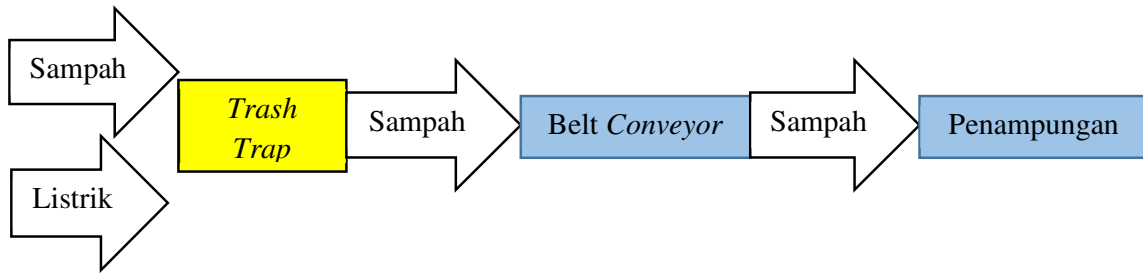 Sampah
Listrik
Trash
Trap
Sampah
Belt Conveyor
Sampah
Penampungan